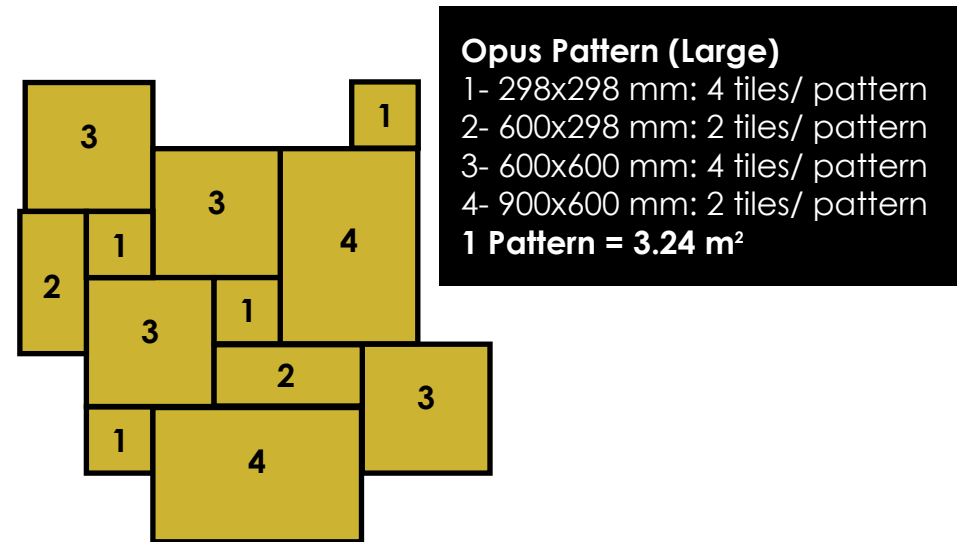 Opus Pattern (Large)
1- 298x298 mm: 4 tiles/ pattern
2- 600x298 mm: 2 tiles/ pattern
3- 600x600 mm: 4 tiles/ pattern
4- 900x600 mm: 2 tiles/ pattern
1 Pattern = 3.24 m²
3
1
3
4
1
2
1
3
2
3
1
4